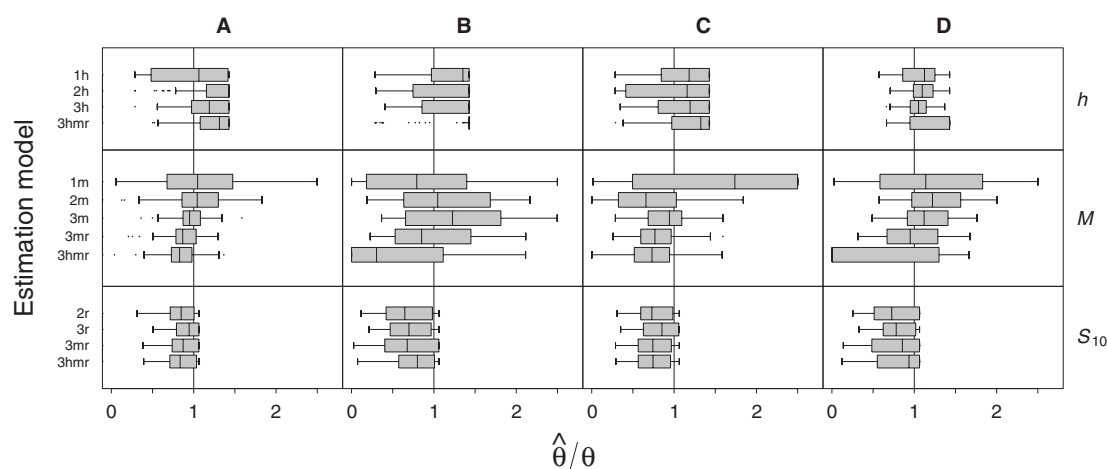 A B C D
Estimation model
1h
2h
3h
3hmr
h
1m
2m
3m
3mr
3hmr
M
2r
3r
3mr
3hmr
S10
0 1 2 0 1 2 0 1 2 0 1 2
θ̂/θ